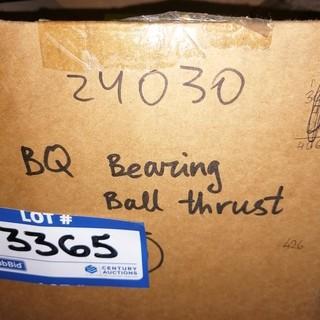 24030
BQ Bearing
Ball thrust
LOT #
3365
CENTURY
AUCTIONS